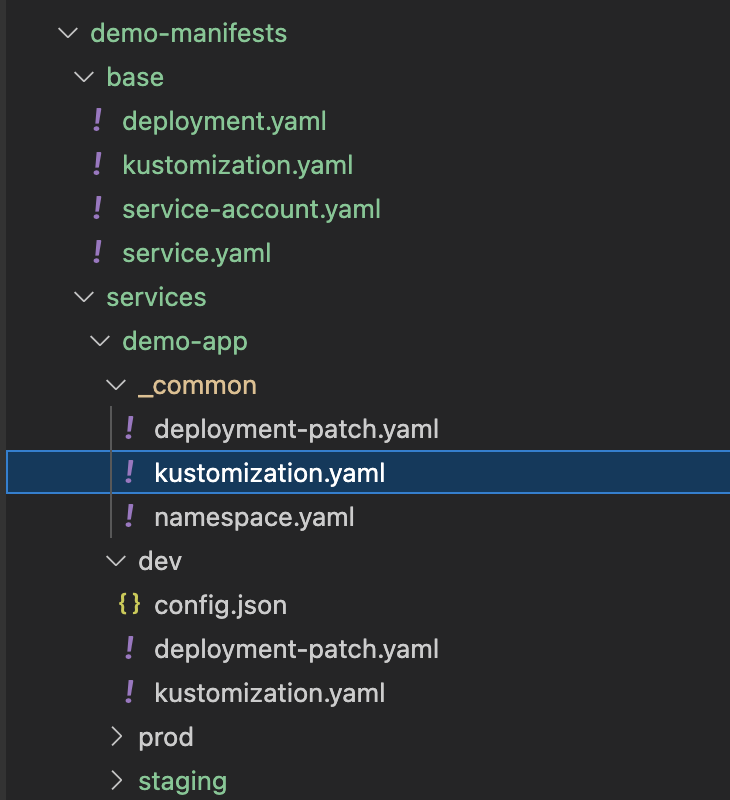 demo-manifests
base
! deployment.yaml
! kustomization.yaml
! service-account.yaml
! service.yaml
services
demo-app
_common
! deployment-patch.yaml
! kustomization.yaml
! namespace.yaml
dev
{} config.json
! deployment-patch.yaml
! kustomization.yaml
prod
staging